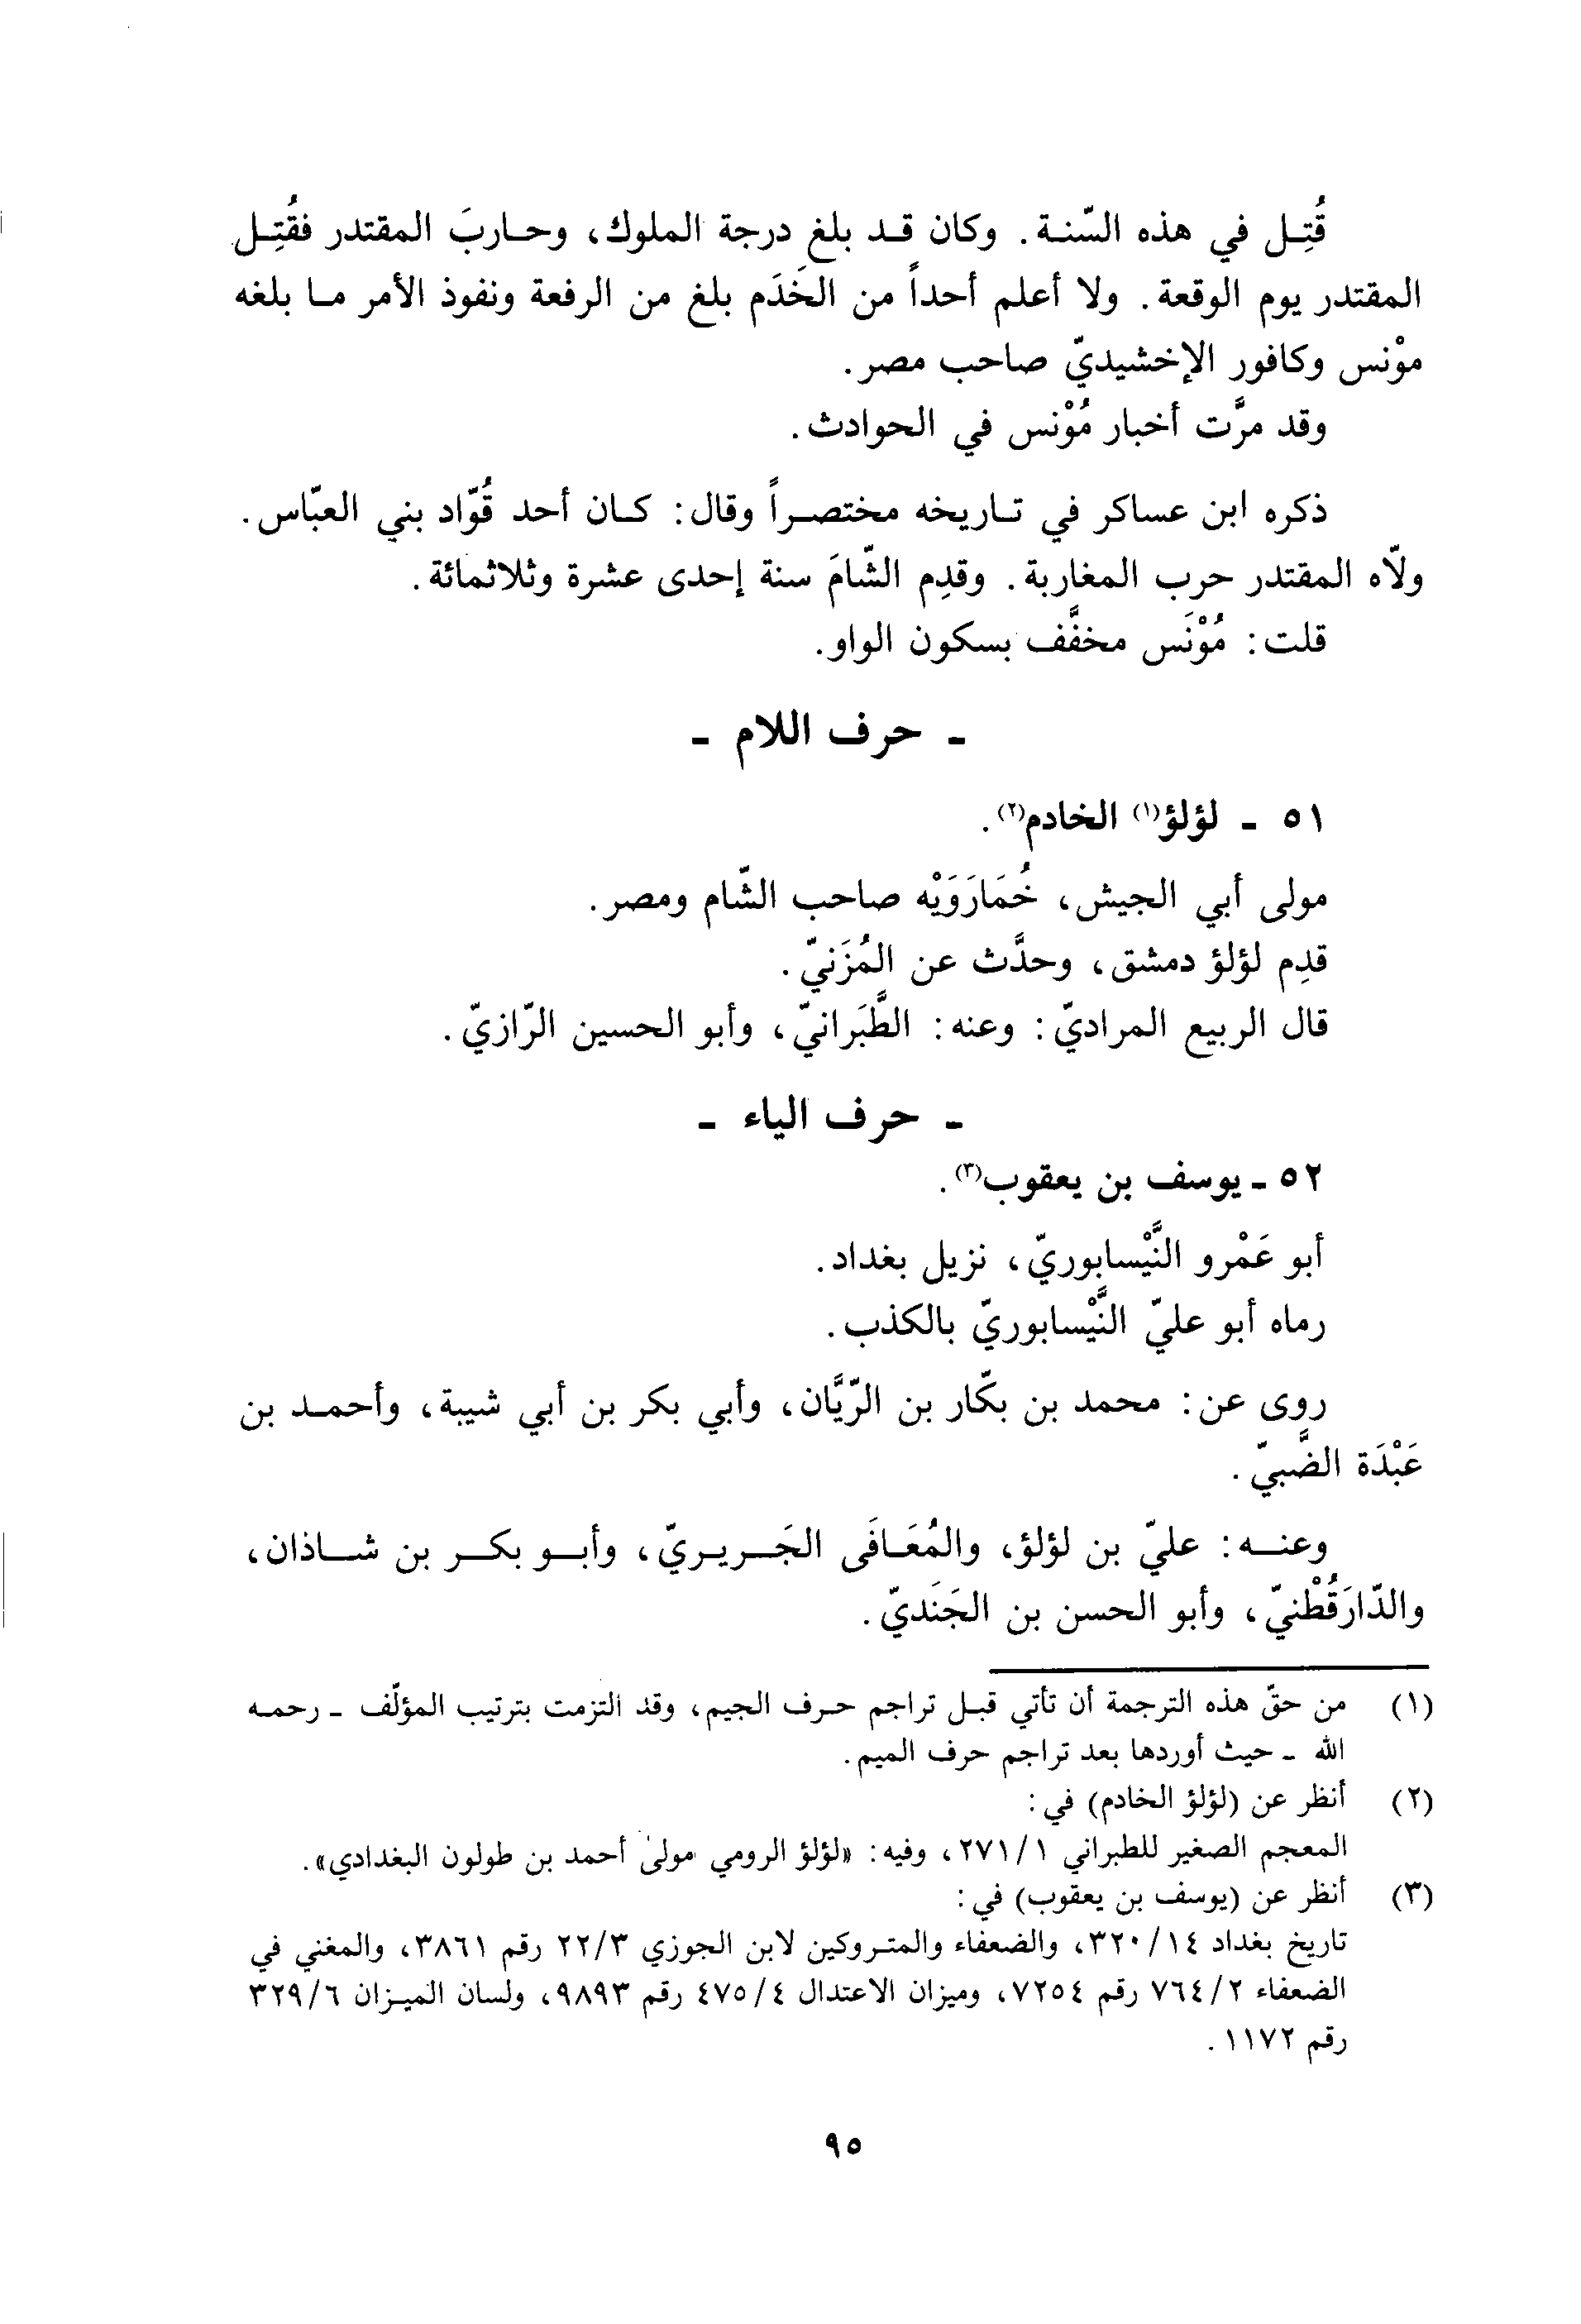 قُتِل في هذه السّنة. وكان قد بلغ درجة الملوك، وحاربَ المقتدر فقُتِل
المقتدر يوم الوقعة. ولا أعلم أحداً من الخَدَم بلغ من الرفعة ونفوذ الأمر ما بلغه
موْنس وكافور الإخشيديّ صاحب مصر.
وقد مرَّت أخبار مُوْنس في الحوادث.
ذكره ابن عساكر في تاريخه مختصراً وقال: كان أحد قُوّاد بني العبّاس.
ولاّه المقتدر حرب المغاربة. وقدِم الشّامَ سنة إحدى عشرة وثلاثمائة.
قلت: مُوْنَس مخفَّف بسكون الواو.
- حرف اللام -
٥١ - لؤلؤ(١) الخادم(٢).
مولى أبي الجيش، خُمَارَوَيْه صاحب الشّام ومصر.
قدِم لؤلؤ دمشق، وحدَّث عن المُزَنيّ.
قال الربيع المراديّ: وعنه: الطَّبَرانيّ، وأبو الحسين الرّازيّ.
- حرف الياء -
٥٢ - يوسف بن يعقوب(٣).
أبو عَمْرو النَّيْسابوريّ، نزيل بغداد.
رماه أبو عليّ النَّيْسابوريّ بالكذب.
روى عن: محمد بن بكّار بن الرّيَّان، وأبي بكر بن أبي شيبة، وأحمد بن
عَبْدَة الضَّبيّ.
وعنه: عليّ بن لؤلؤ، والمُعَافَى الجَريريّ، وأبو بكر بن شاذان،
والدّارَقُطْنيّ، وأبو الحسن بن الجَنَديّ.
(١) من حقّ هذه الترجمة أن تأتي قبل تراجم حرف الجيم، وقد التزمت بترتيب المؤلّف - رحمه
الله - حيث أوردها بعد تراجم حرف الميم.
(٢) أنظر عن (لؤلؤ الخادم) في:
المعجم الصغير للطبراني ٢٧١/١، وفيه: «لؤلؤ الرومي مولى أحمد بن طولون البغدادي».
(٣) أنظر عن (يوسف بن يعقوب) في:
تاريخ بغداد ٣٢٠/١٤، والضعفاء والمتروكين لابن الجوزي ٢٢/٣ رقم ٣٨٦١، والمغني في
الضعفاء ٧٦٤/٢ رقم ٧٢٥٤، وميزان الاعتدال ٤٧٥/٤ رقم ٩٨٩٣، ولسان الميزان ٣٢٩/٦
رقم ١١٧٢.
٩٥